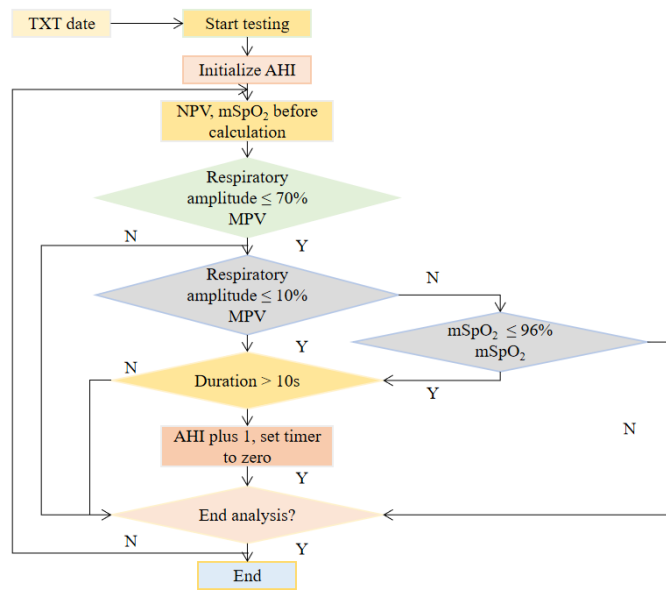 TXT date
Start testing
Initialize AHI
NPV, mSpO₂ before
calculation
Respiratory
amplitude ≤ 70%
MPV
N
Y
Respiratory
amplitude ≤ 10%
MPV
N
mSpO₂ ≤ 96%
mSpO₂
Y
N
Duration > 10s
Y
N
AHI plus 1, set timer
to zero
Y
End analysis?
N
Y
End